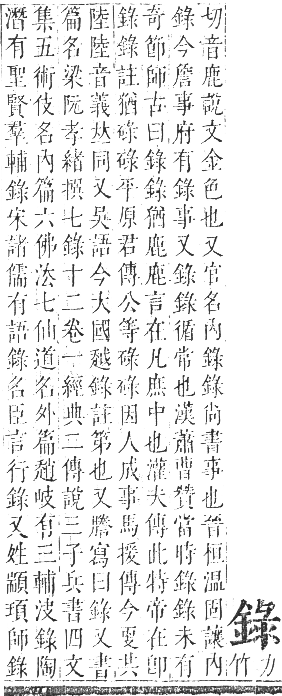 錄力竹
切音鹿說文金色也又官名內錄錄尚書事也晉桓溫固讓內
錄今詹事府有錄事又錄錄循常也漢蕭曹贊當時錄錄未有
奇節師古曰錄錄猶鹿鹿言在凡庶中也灌夫傳此特帝在卽
錄錄註猶碌碌平原君傳公等碌碌因人成事馬援傳今更共
陸陸音義𠀤同又吳語今大國越錄註第也又謄寫曰錄又書
篇名梁阮孝緒撰七錄十二卷一經典二傳說三子兵書四文
集五術伎名內篇六佛法七仙道名外篇趙岐有三輔波錄陶
潛有聖賢羣輔錄宋諸儒有語錄名臣言行錄又姓顓頊師錄